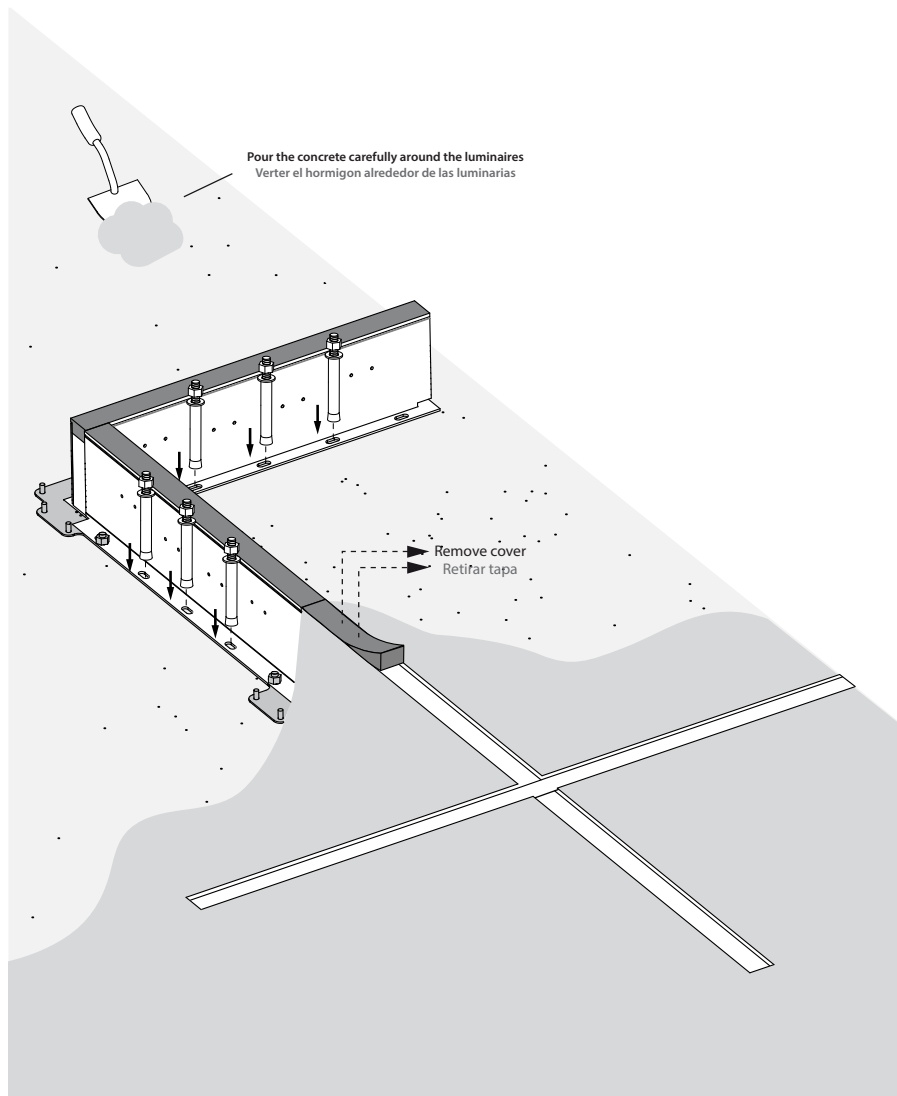 Pour the concrete carefully around the luminaires
Verter el hormigon alrededor de las luminarias
Remove cover
Retirar tapa